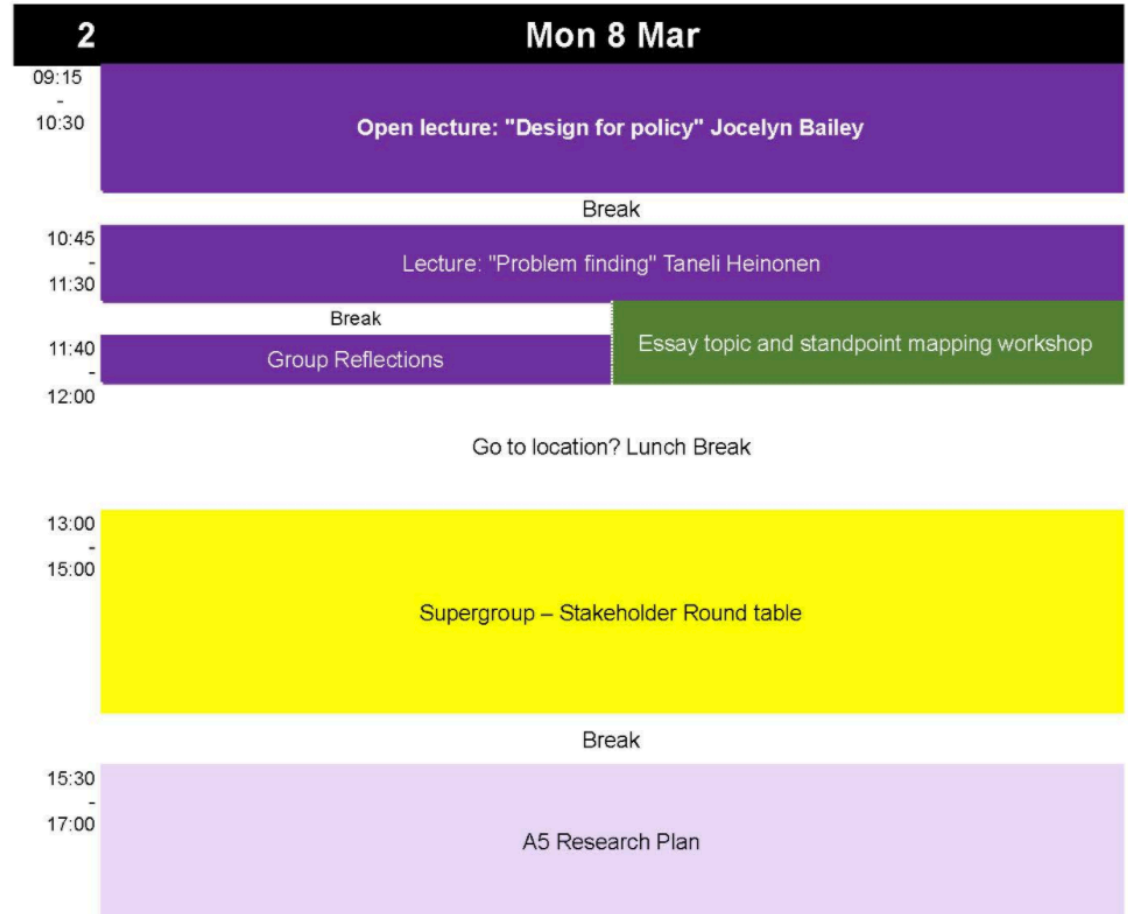 2
Mon 8 Mar
09:15
-
10:30
Open lecture: "Design for policy" Jocelyn Bailey
Break
10:45
-
11:30
Lecture: "Problem finding" Taneli Heinonen
Break
Essay topic and standpoint mapping workshop
11:40
-
12:00
Group Reflections
Go to location? Lunch Break
13:00
-
15:00
Supergroup – Stakeholder Round table
Break
15:30
-
17:00
A5 Research Plan